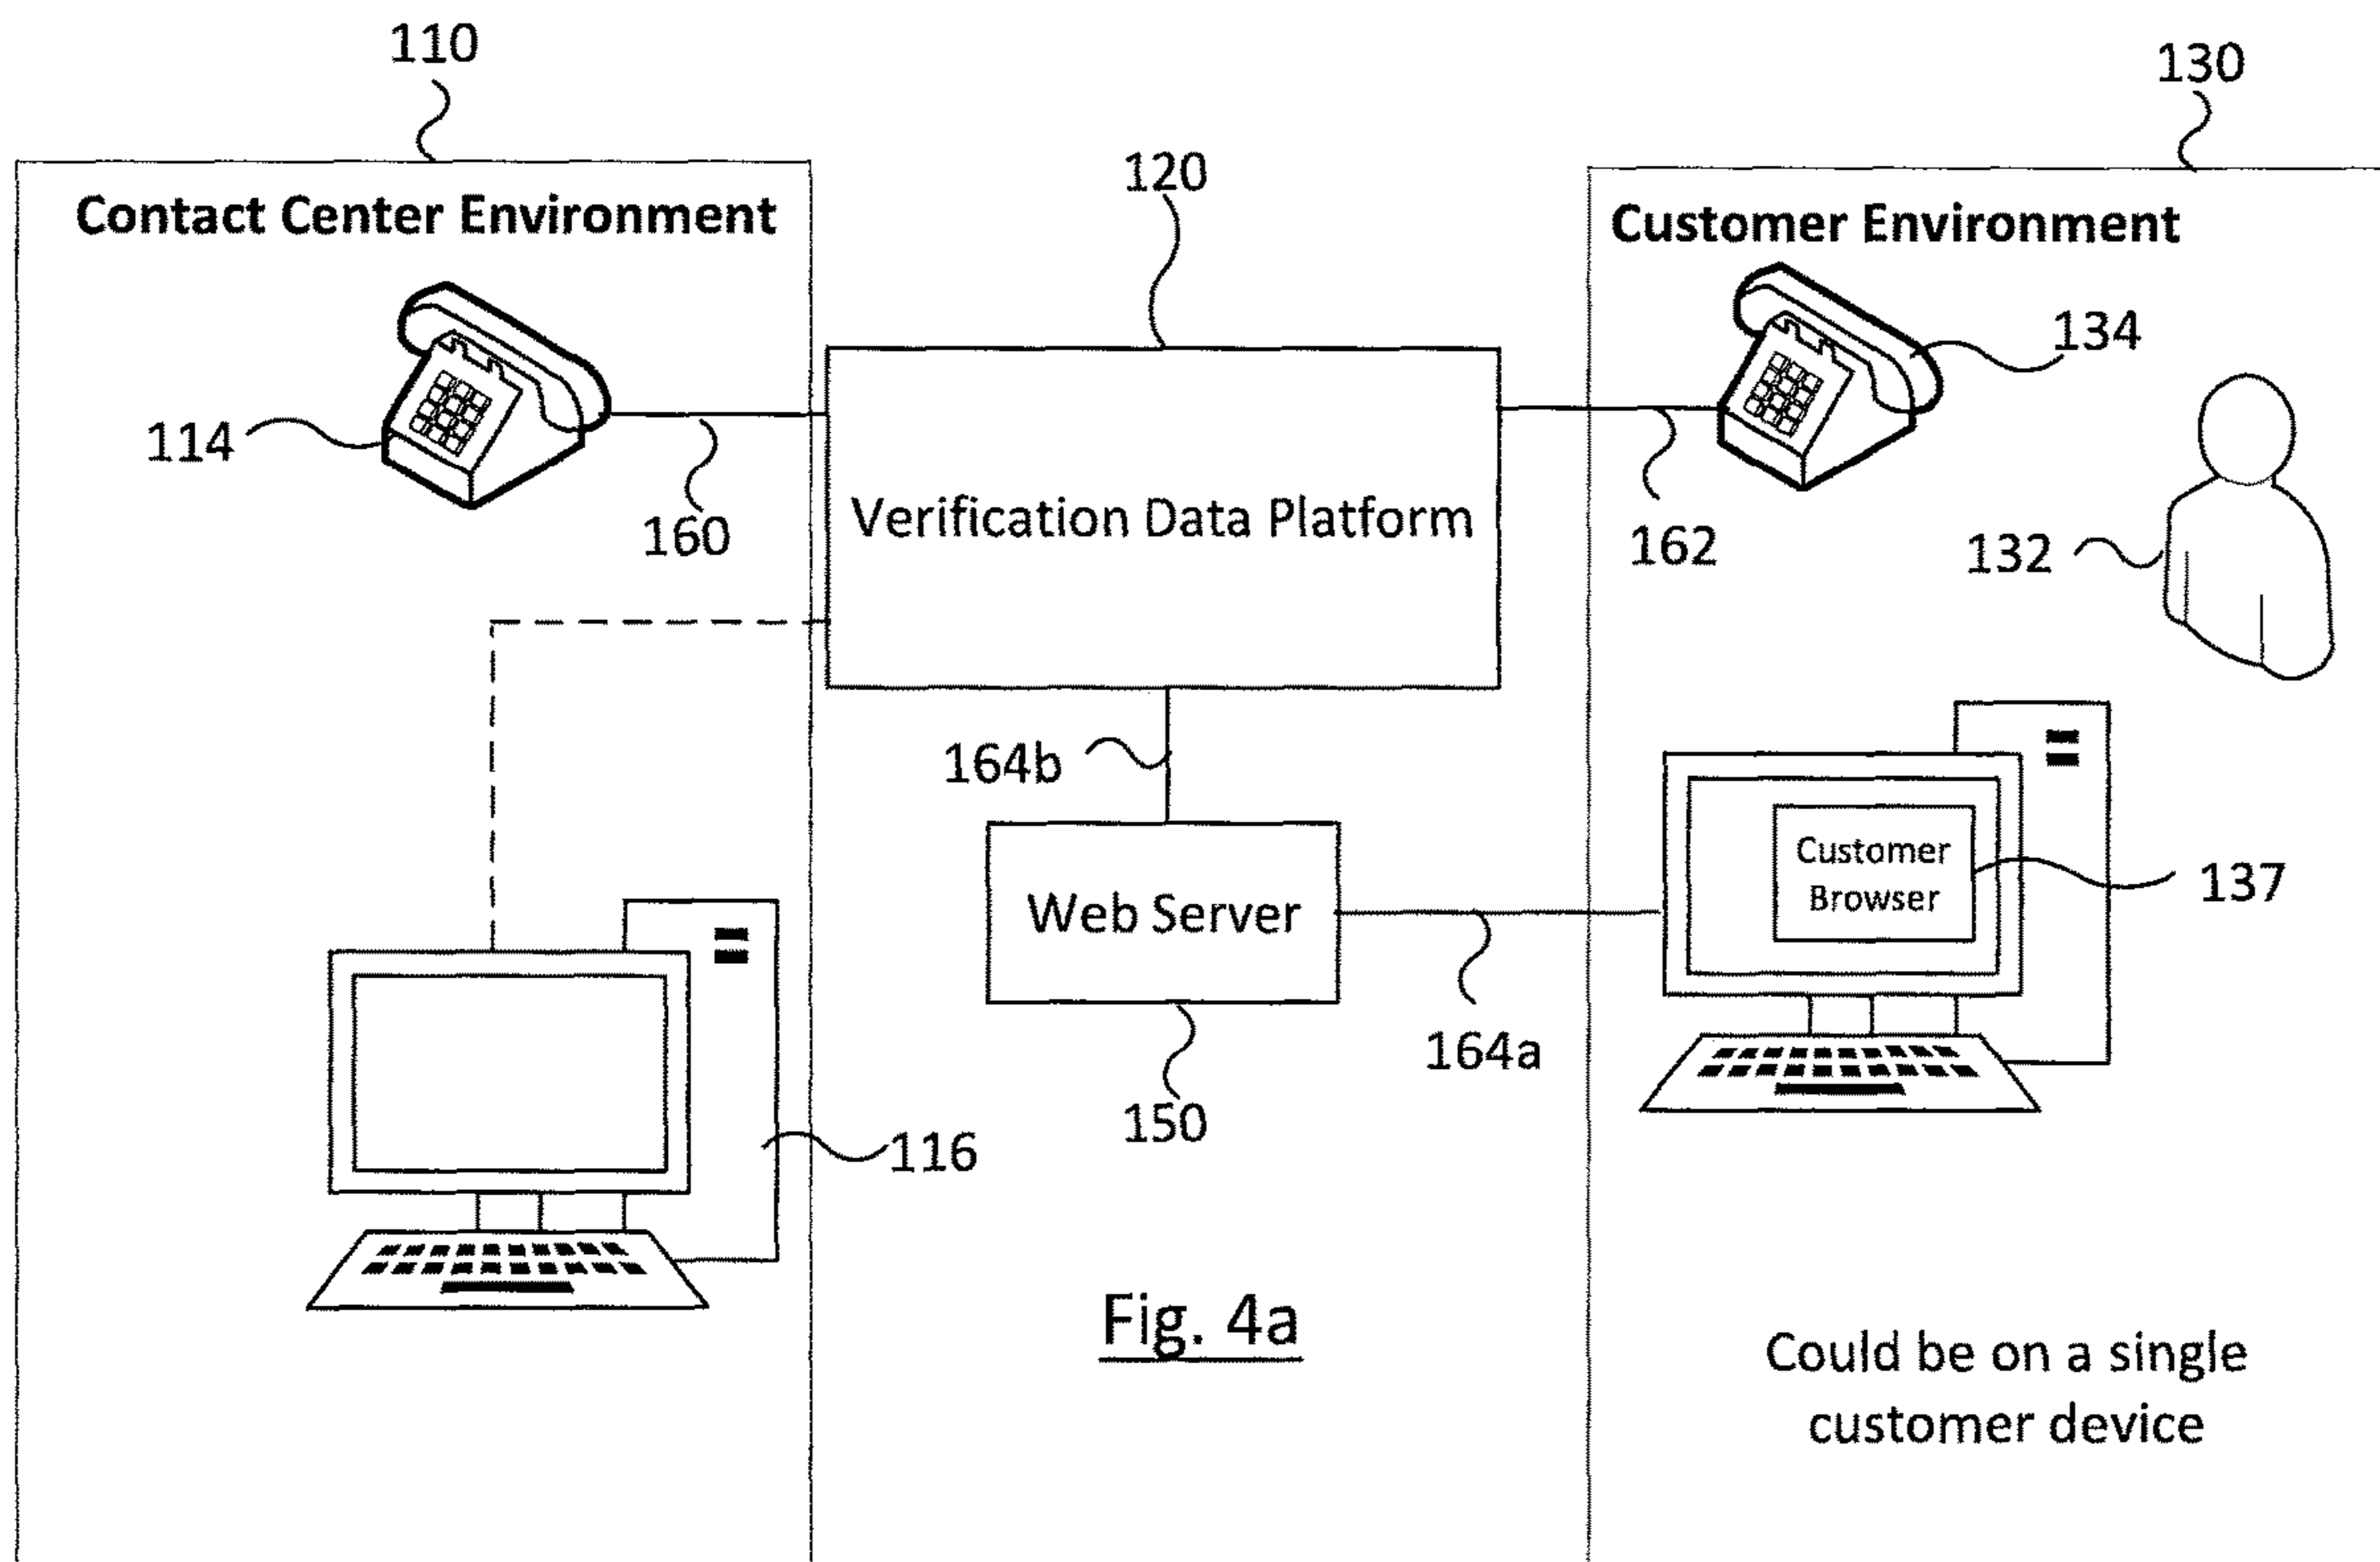 110
130
120
Contact Center Environment
Customer Environment
134
114
160
Verification Data Platform
162
132
164b
Customer
Browser
137
Web Server
164a
150
116
Fig. 4a
Could be on a single
customer device